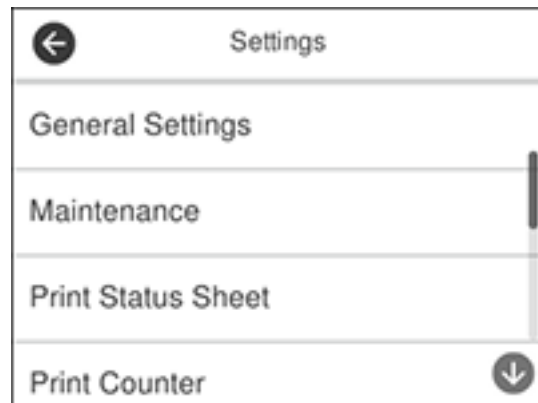 Settings
General Settings
Maintenance
Print Status Sheet
Print Counter